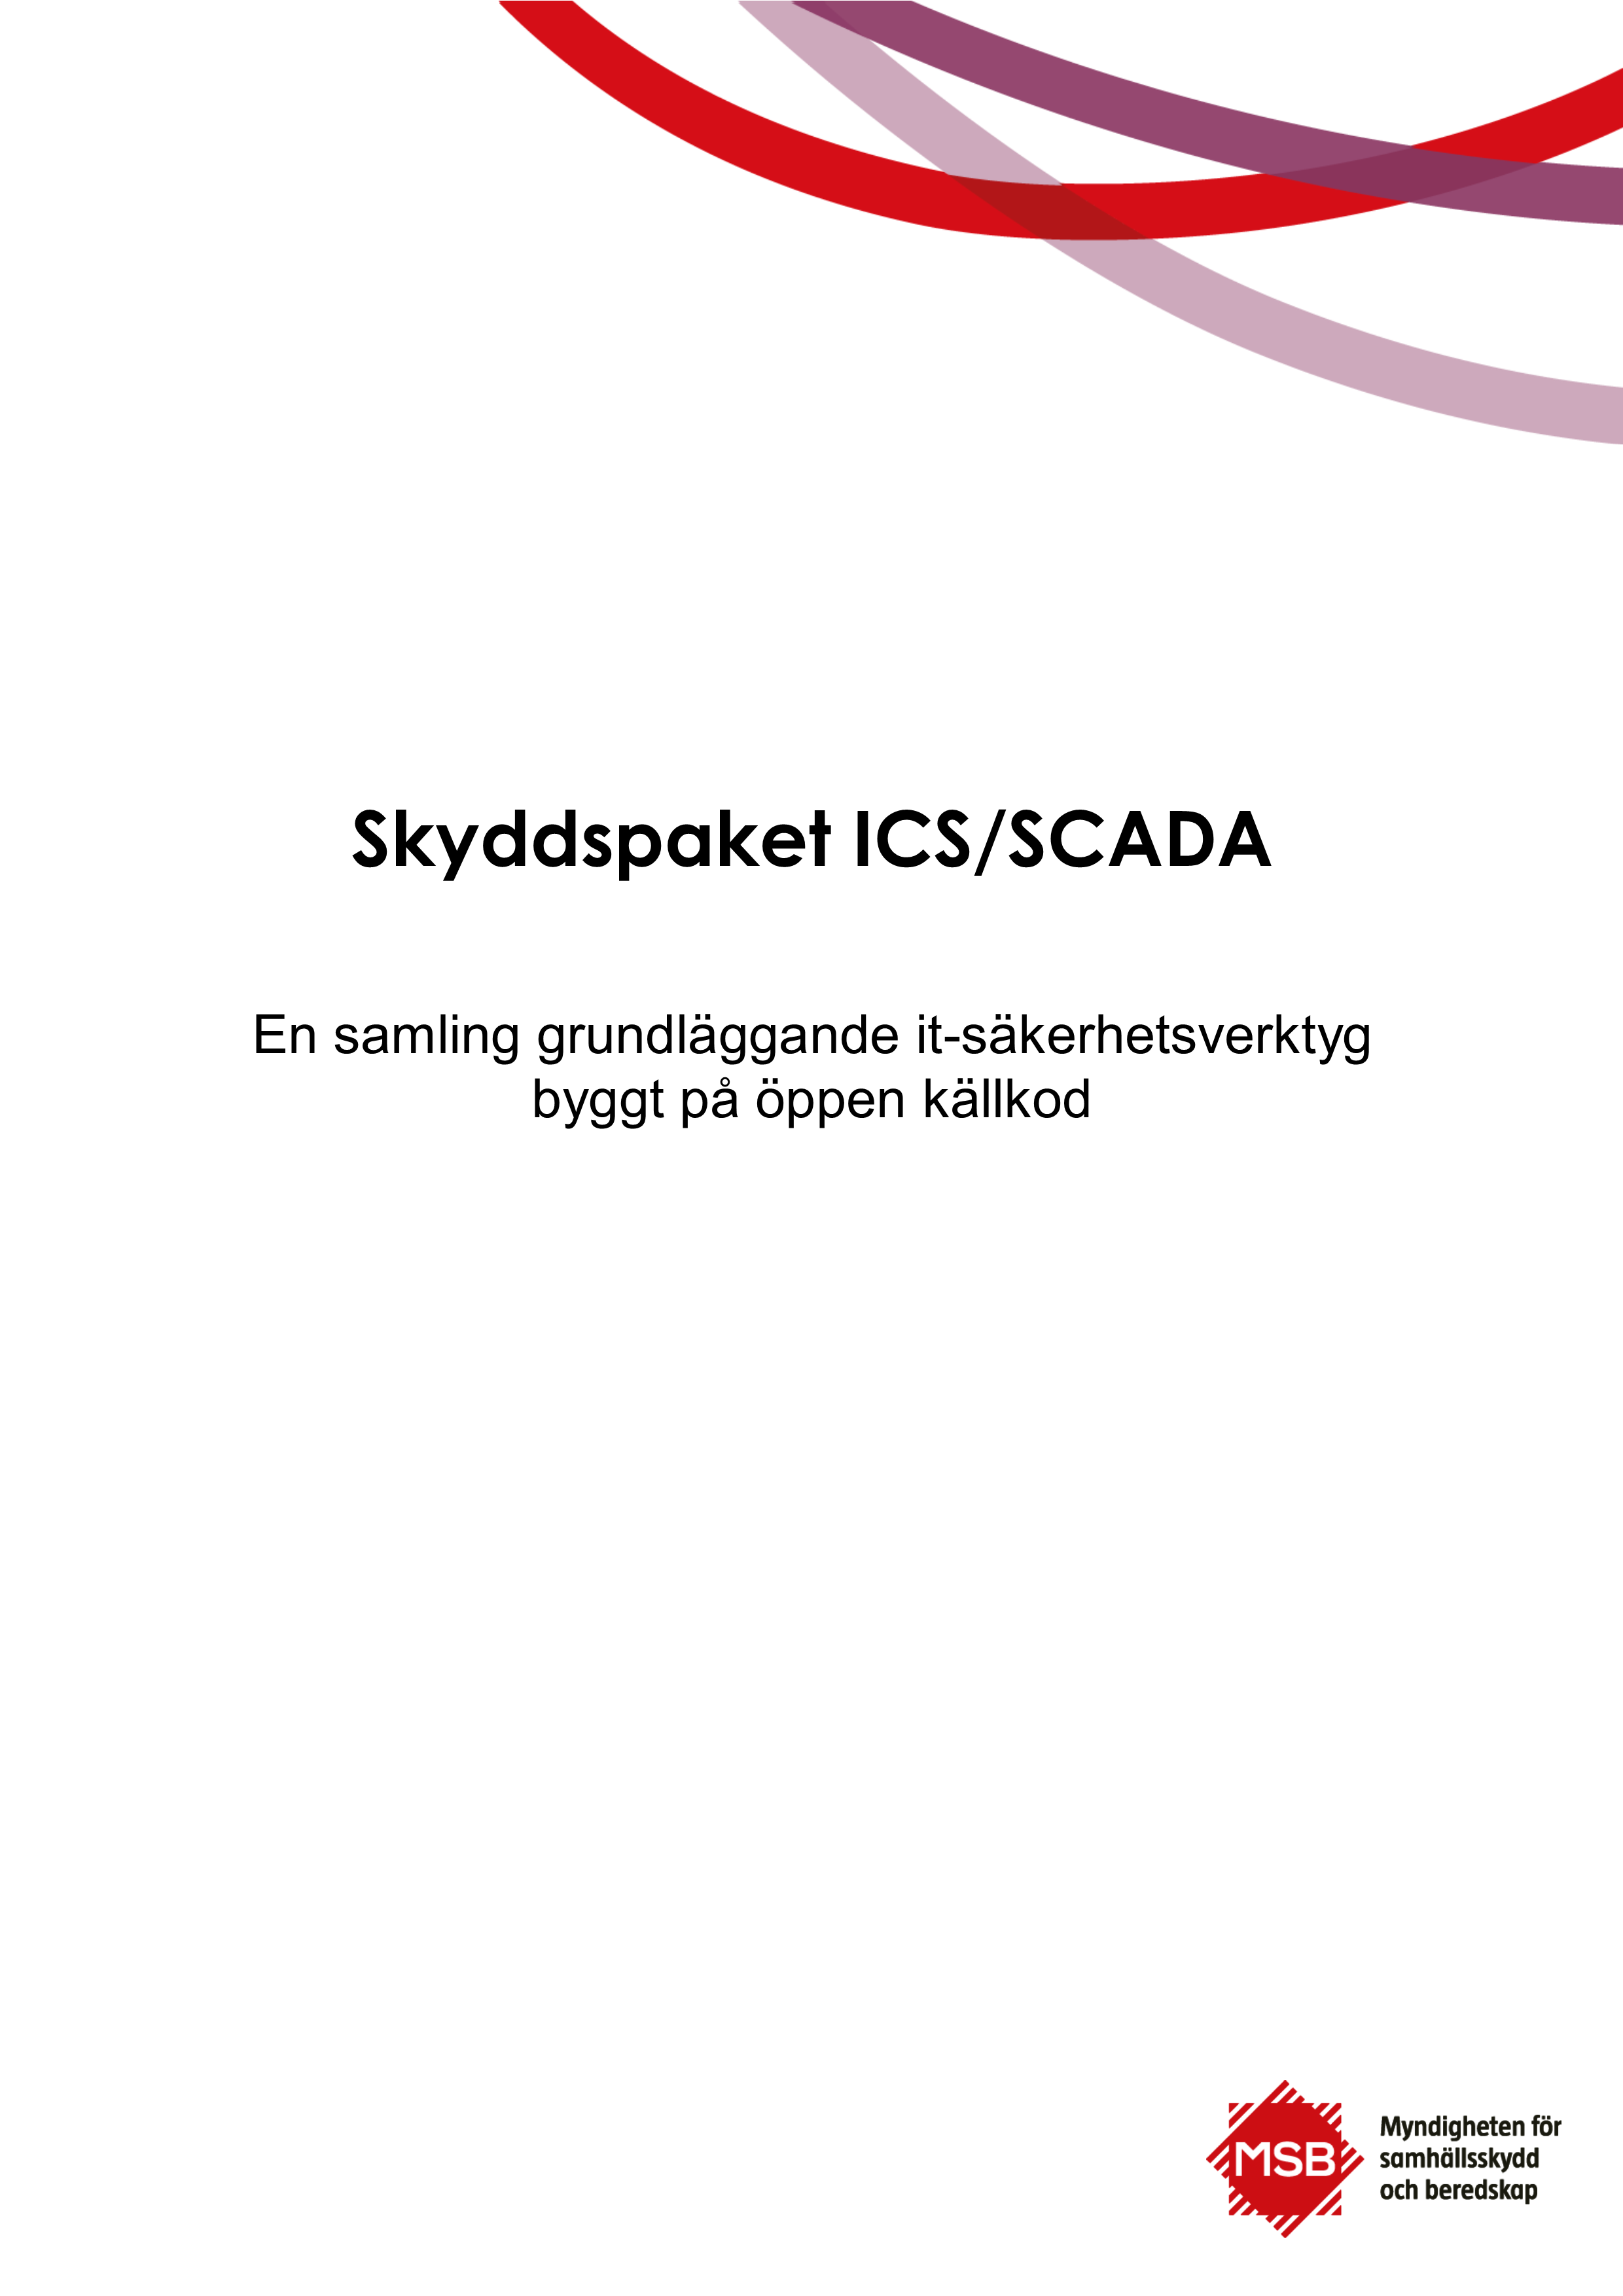 Skyddspaket ICS/SCADA
En samling grundläggande it-säkerhetsverktyg
byggt på öppen källkod
MSB
Myndigheten för
samhällsskydd
och beredskap